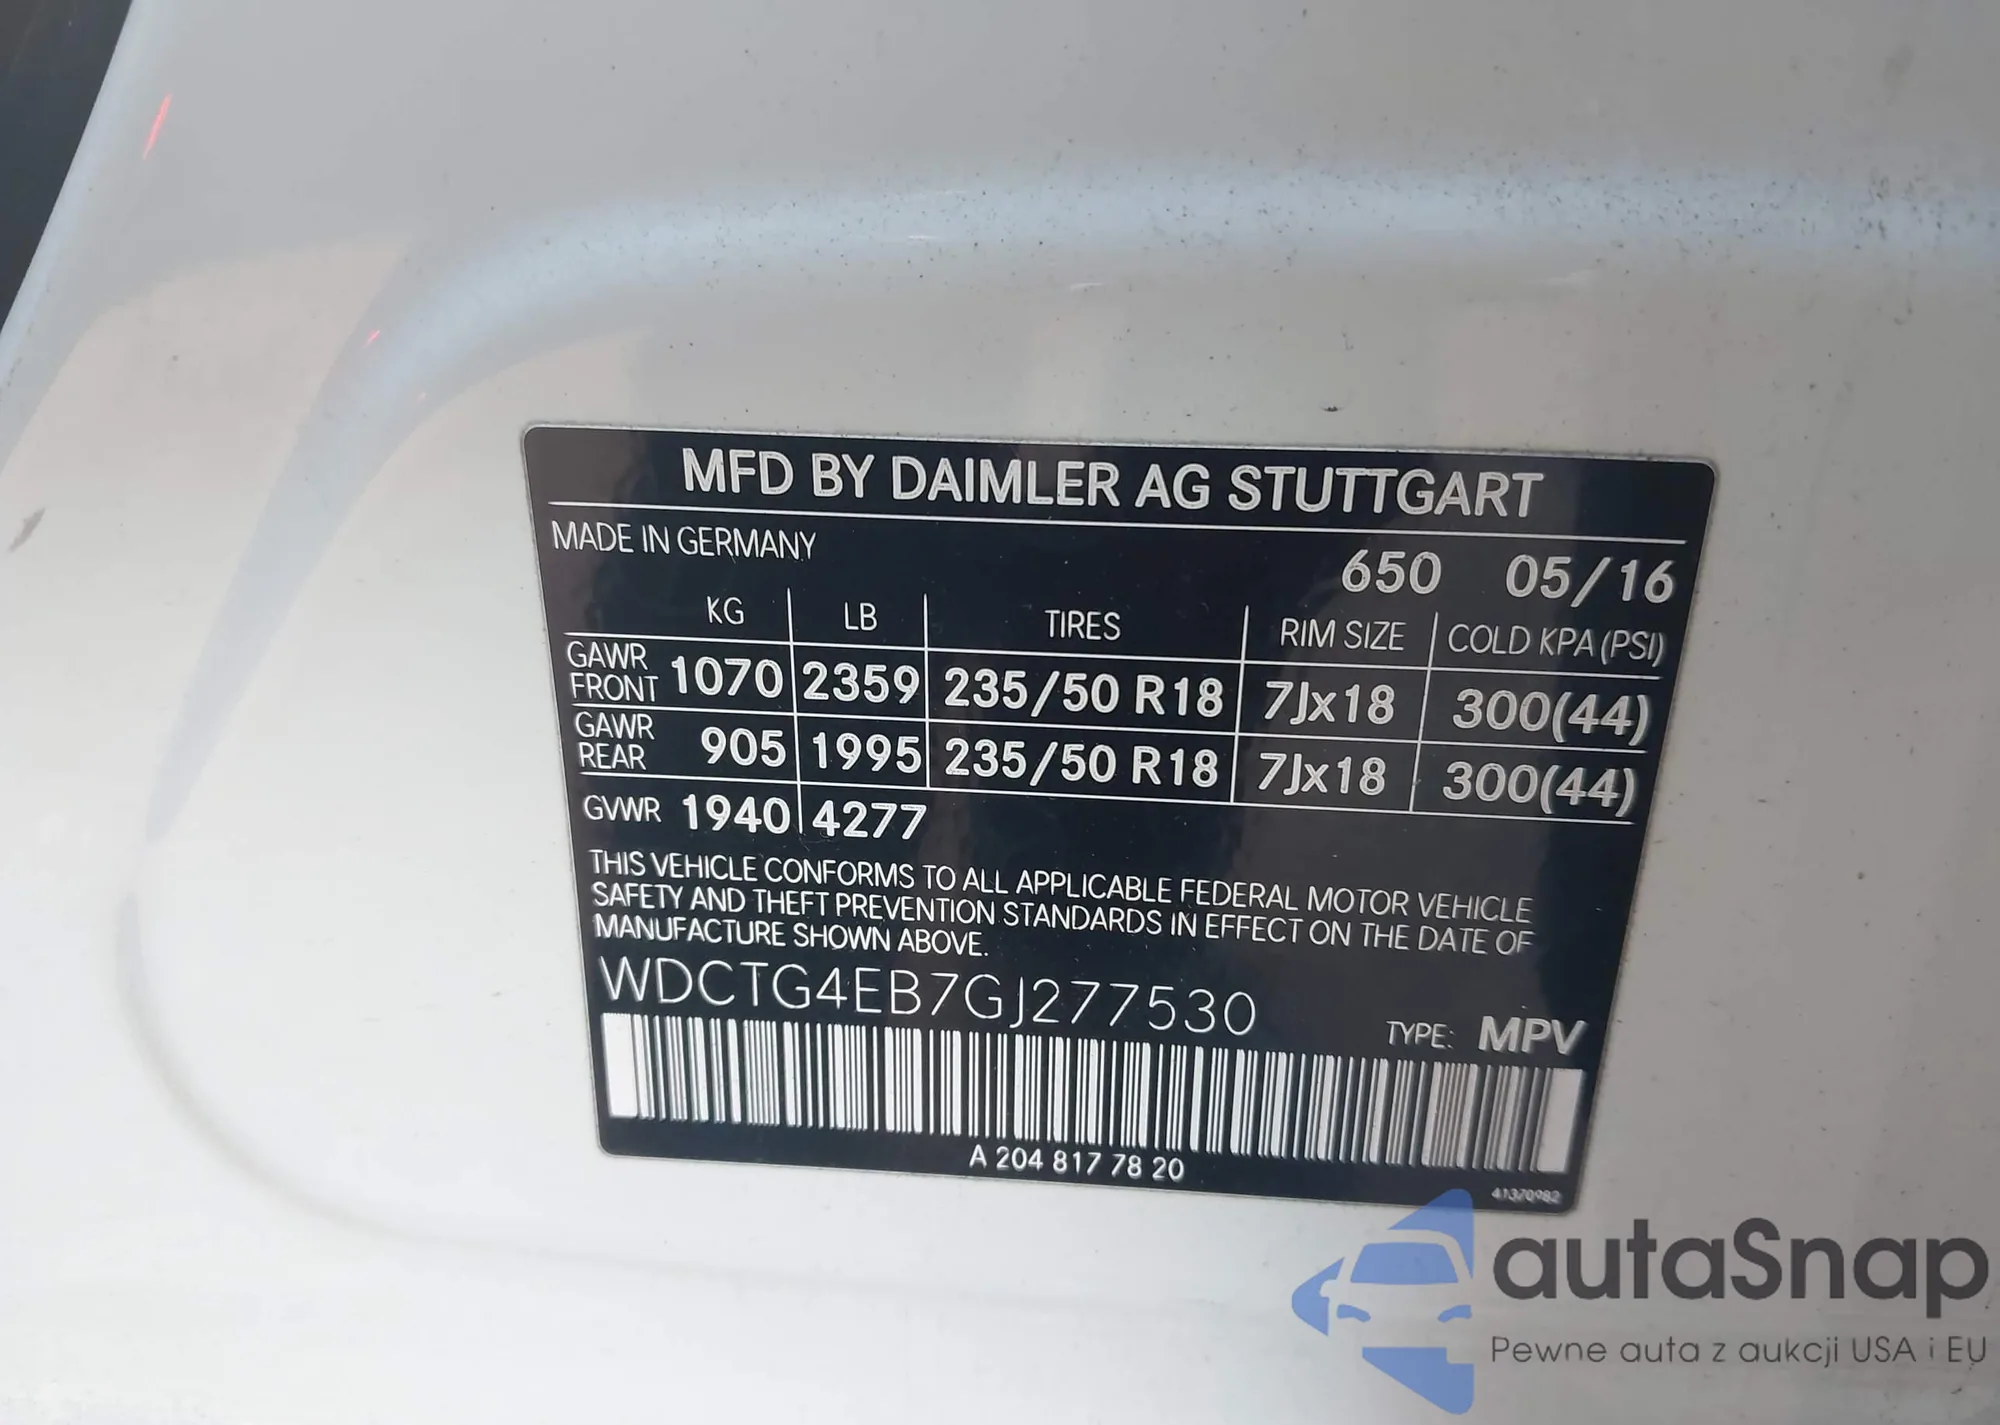 MFD BY DAIMLER AG STUTTGART
MADE IN GERMANY
650 05/16
KG LB TIRES RIM SIZE COLD KPA (PSI)
GAWR FRONT 1070 2359 235/50 R18 7Jx18 300(44)
GAWR REAR 905 1995 235/50 R18 7Jx18 300(44)
GVWR 1940 4277
THIS VEHICLE CONFORMS TO ALL APPLICABLE FEDERAL MOTOR VEHICLE
SAFETY AND THEFT PREVENTION STANDARDS IN EFFECT ON THE DATE OF
MANUFACTURE SHOWN ABOVE.
WDCTG4EB7GJ277530
TYPE: MPV
A 204 817 78 20
41370982
autaSnap
Pewne auta z aukcji USA i EU